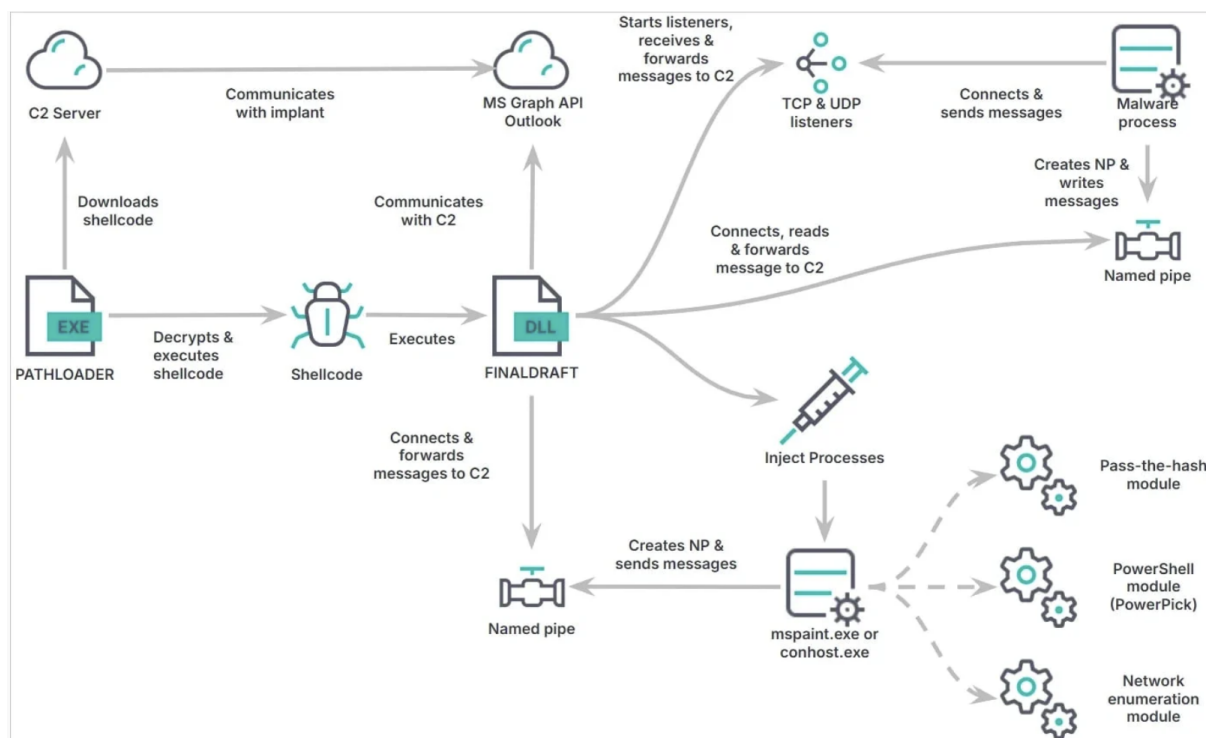 C2 Server
Communicates
with implant
MS Graph API
Outlook
Starts listeners,
receives &
forwards
messages to C2
TCP & UDP
listeners
Connects &
sends messages
Malware
process
Downloads
shellcode
Communicates
with C2
Creates NP &
writes
messages
Connects, reads
& forwards
message to C2
Named pipe
EXE
PATHLOADER
Decrypts &
executes
shellcode
Shellcode
Executes
DLL
FINALDRAFT
Connects &
forwards
messages to C2
Inject Processes
Named pipe
Creates NP &
sends messages
mspaint.exe or
conhost.exe
Pass-the-hash
module
PowerShell
module
(PowerPick)
Network
enumeration
module